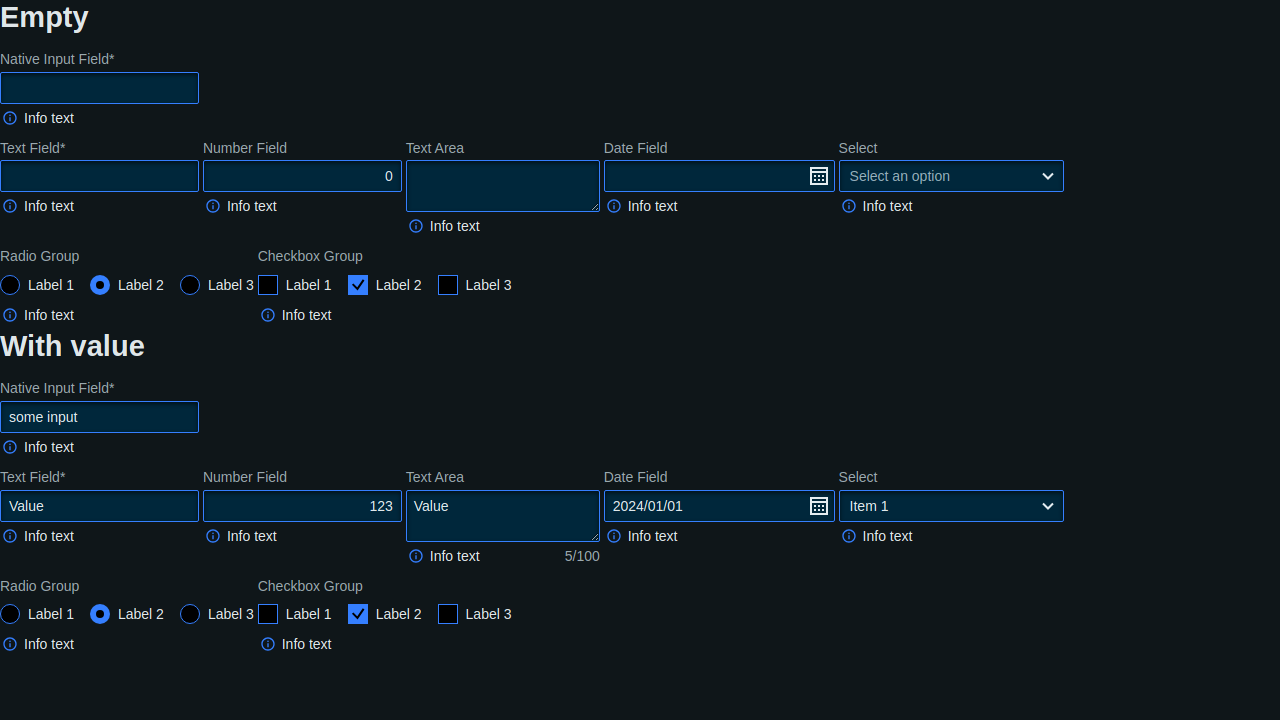 Empty
Native Input Field*
Info text
Text Field* Number Field Text Area Date Field Select
0 Select an option
Info text Info text Info text Info text
Info text
Radio Group Checkbox Group
Label 1 Label 2 Label 3 Label 1 Label 2 Label 3
Info text Info text
With value
Native Input Field*
some input
Info text
Text Field* Number Field Text Area Date Field Select
Value 123 Value 2024/01/01 Item 1
Info text Info text Info text Info text
Info text 5/100
Radio Group Checkbox Group
Label 1 Label 2 Label 3 Label 1 Label 2 Label 3
Info text Info text